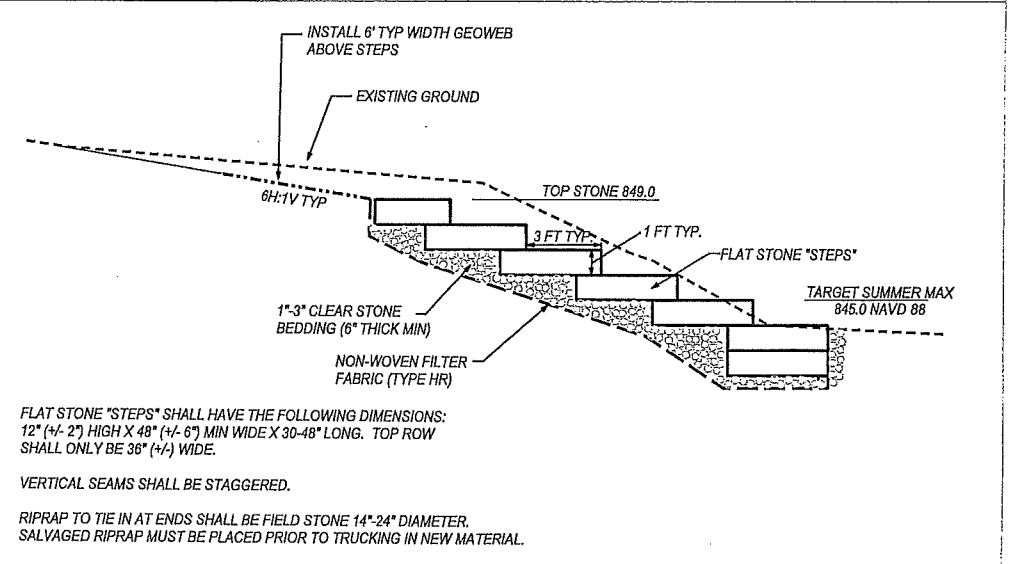 INSTALL 6' TYP WIDTH GEOWEB
ABOVE STEPS
EXISTING GROUND
TOP STONE 849.0
6H:1V TYP
3 FT TYP.
1 FT TYP.
FLAT STONE "STEPS"
TARGET SUMMER MAX
845.0 NAVD 88
1"-3" CLEAR STONE
BEDDING (6" THICK MIN)
NON-WOVEN FILTER
FABRIC (TYPE HR)
FLAT STONE "STEPS" SHALL HAVE THE FOLLOWING DIMENSIONS:
12" (+/- 2") HIGH X 48" (+/- 6") MIN WIDE X 30-48" LONG. TOP ROW
SHALL ONLY BE 36" (+/-) WIDE.
VERTICAL SEAMS SHALL BE STAGGERED.
RIPRAP TO TIE IN AT ENDS SHALL BE FIELD STONE 14"-24" DIAMETER.
SALVAGED RIPRAP MUST BE PLACED PRIOR TO TRUCKING IN NEW MATERIAL.